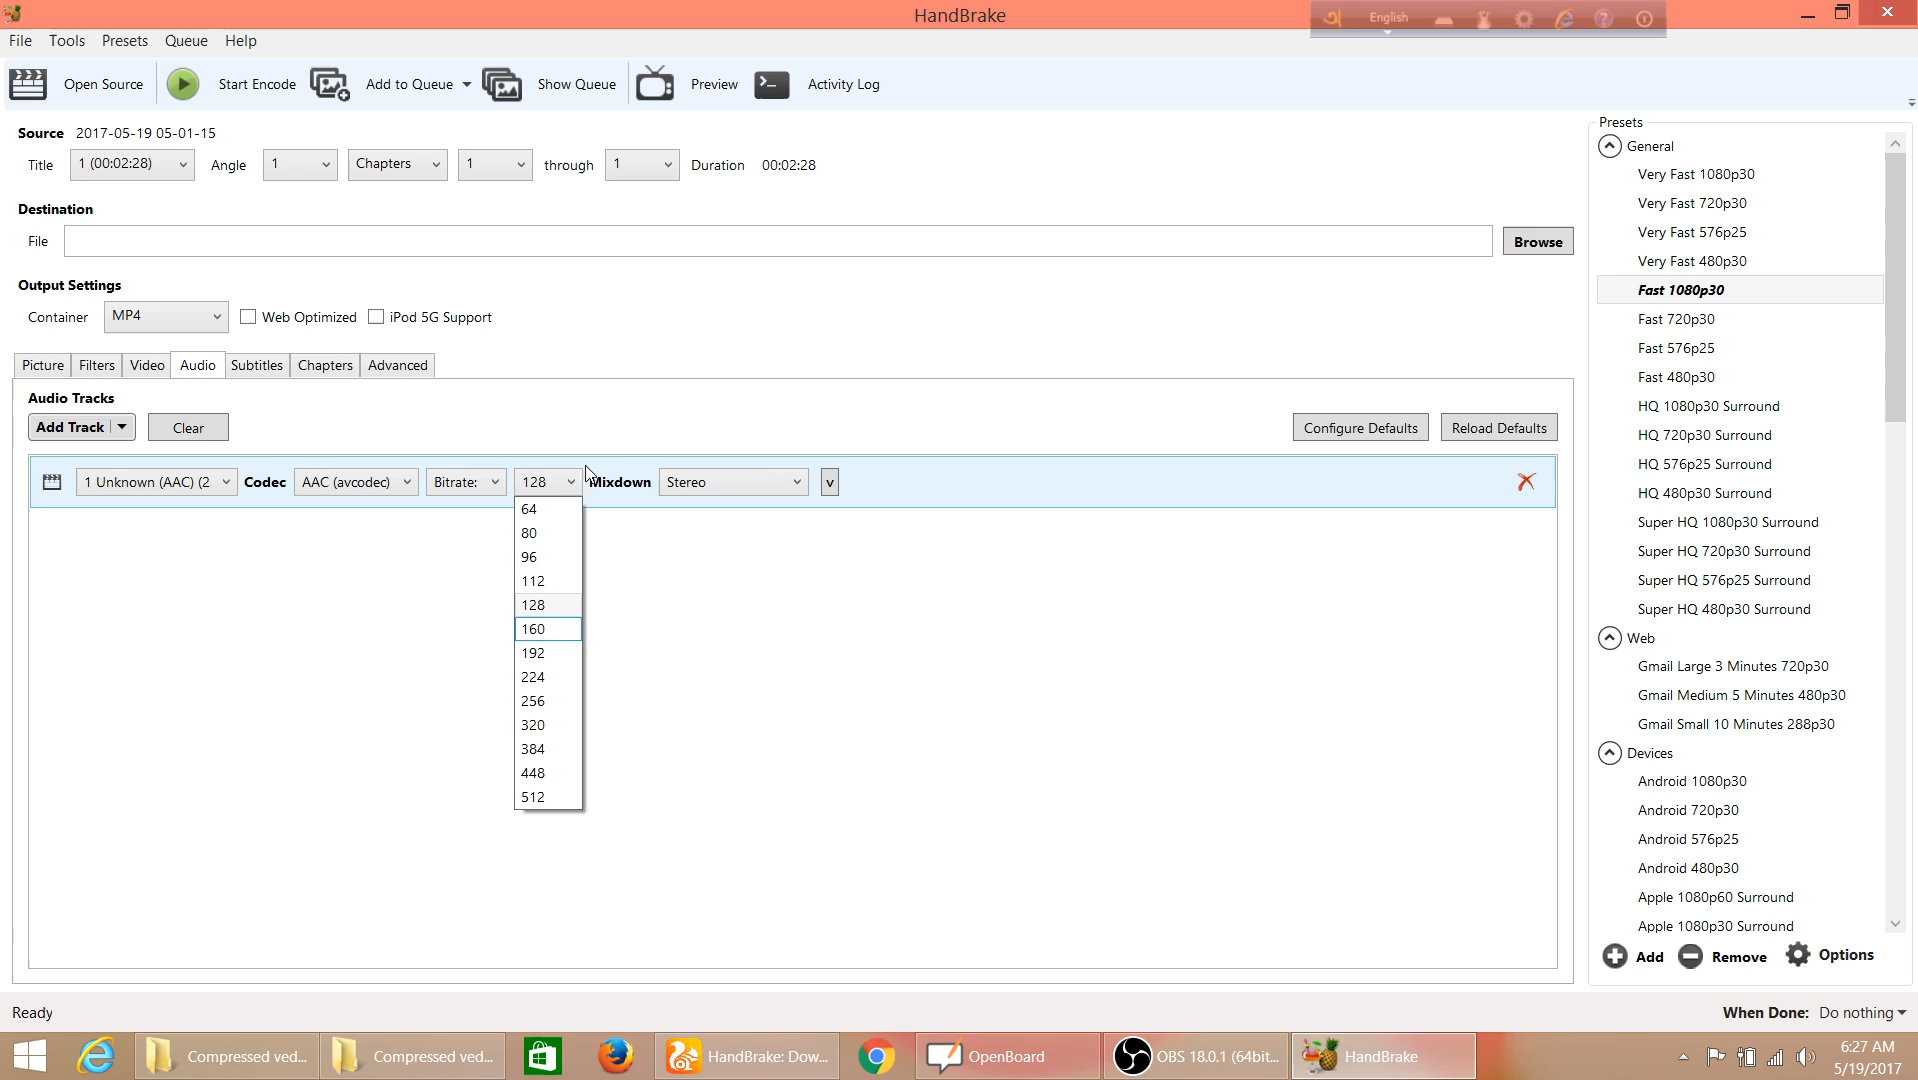 HandBrake
English
File Tools Presets Queue Help
Open Source Start Encode Add to Queue Show Queue Preview Activity Log
Source 2017-05-19 05-01-15
Title 1 (00:02:28) Angle 1 Chapters 1 through 1 Duration 00:02:28
Destination
File Browse
Output Settings
Container MP4 Web Optimized iPod 5G Support
Picture Filters Video Audio Subtitles Chapters Advanced
Audio Tracks
Add Track Clear Configure Defaults Reload Defaults
1 Unknown (AAC) (2 Codec AAC (avcodec) Bitrate: 128 Mixdown Stereo v
64
80
96
112
128
160
192
224
256
320
384
448
512
Presets
General
Very Fast 1080p30
Very Fast 720p30
Very Fast 576p25
Very Fast 480p30
Fast 1080p30
Fast 720p30
Fast 576p25
Fast 480p30
HQ 1080p30 Surround
HQ 720p30 Surround
HQ 576p25 Surround
HQ 480p30 Surround
Super HQ 1080p30 Surround
Super HQ 720p30 Surround
Super HQ 576p25 Surround
Super HQ 480p30 Surround
Web
Gmail Large 3 Minutes 720p30
Gmail Medium 5 Minutes 480p30
Gmail Small 10 Minutes 288p30
Devices
Android 1080p30
Android 720p30
Android 576p25
Android 480p30
Apple 1080p60 Surround
Apple 1080p30 Surround
Add Remove Options
Ready When Done: Do nothing
Compressed ved... Compressed ved... HandBrake: Dow... OpenBoard OBS 18.0.1 (64bit... HandBrake 6:27 AM
5/19/2017